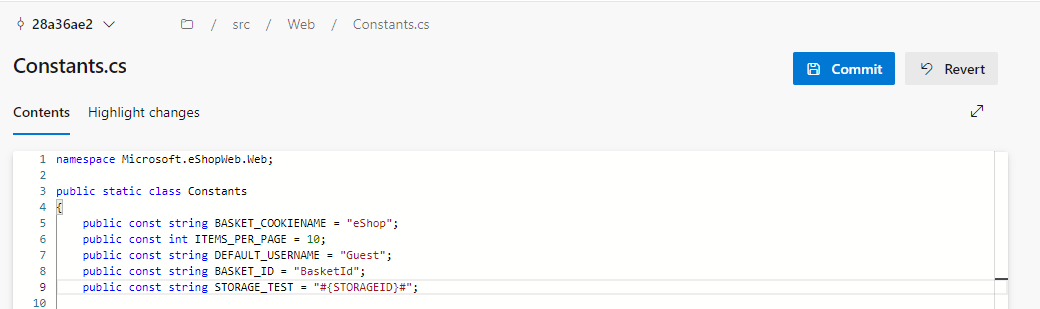 28a36ae2 / src / Web / Constants.cs
Constants.cs
Commit Revert
Contents Highlight changes
1 namespace Microsoft.eShopWeb.Web;
2
3 public static class Constants
4 {
5 public const string BASKET_COOKIENAME = "eShop";
6 public const int ITEMS_PER_PAGE = 10;
7 public const string DEFAULT_USERNAME = "Guest";
8 public const string BASKET_ID = "BasketId";
9 public const string STORAGE_TEST = "#{STORAGEID}#";
10